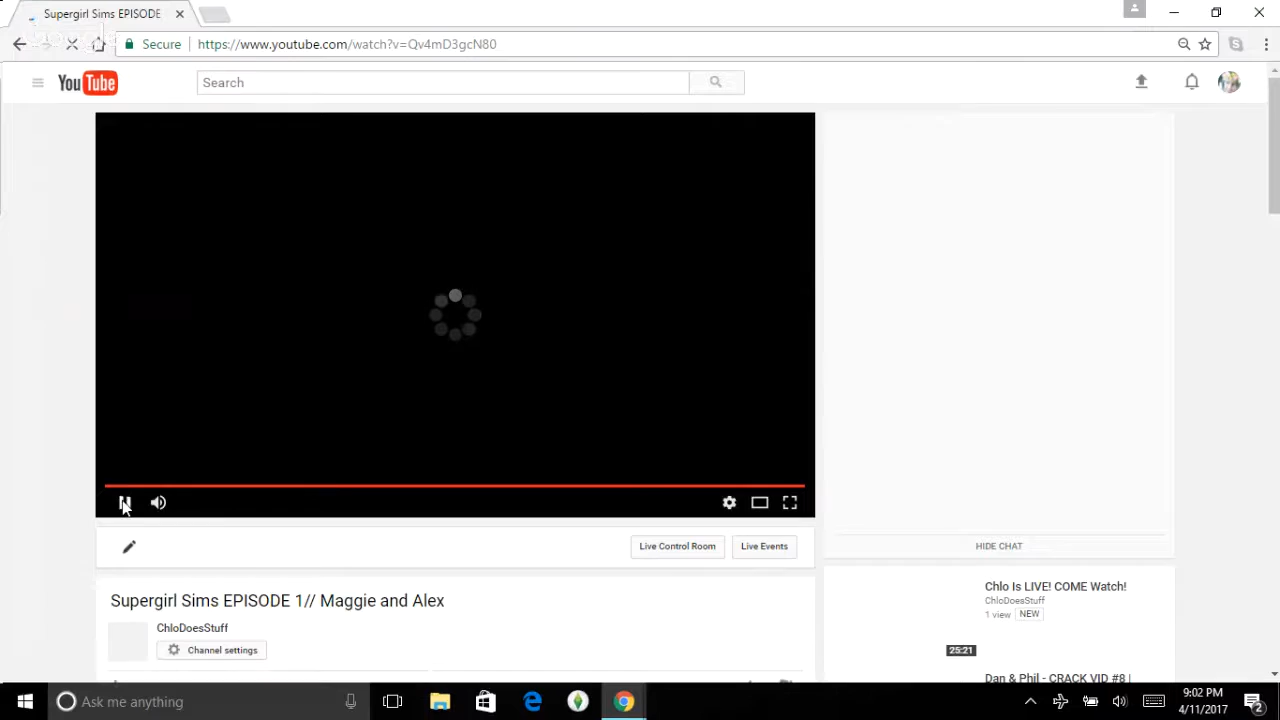 Supergirl Sims EPISODE
Secure
https://www.youtube.com/watch?v=Qv4mD3gcN80
YouTube
Search
HIDE CHAT
Live Control Room
Live Events
Supergirl Sims EPISODE 1// Maggie and Alex
ChloDoesStuff
Channel settings
Chlo Is LIVE! COME Watch!
ChloDoesStuff
1 view NEW
25:21
Dan & Phil - CRACK VID #8 |
Ask me anything
9:02 PM
4/11/2017
2